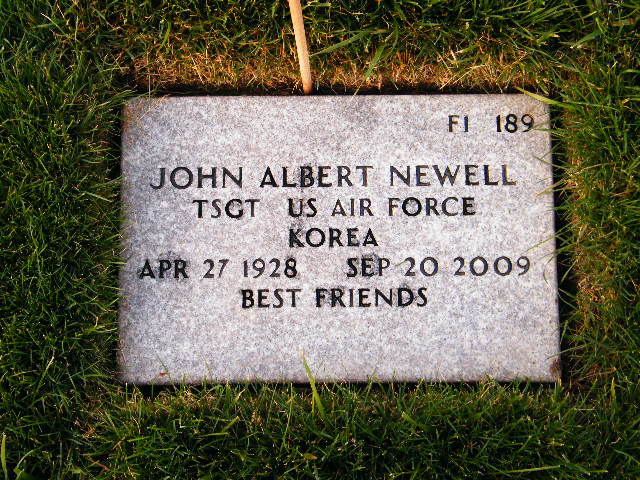 F1 189
JOHN ALBERT NEWELL
TSGT US AIR FORCE
KOREA
APR 27 1928 SEP 20 2009
BEST FRIENDS